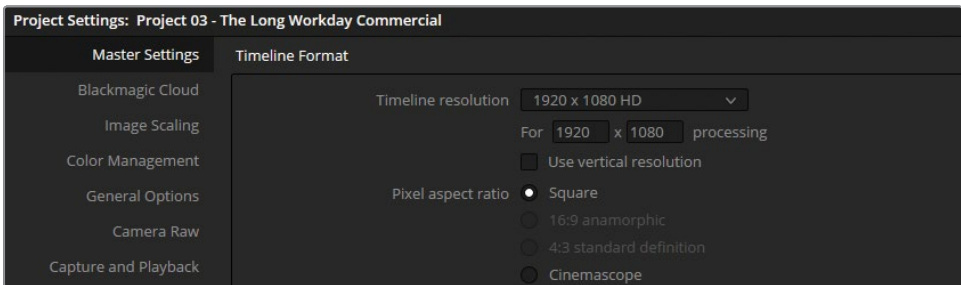 Project Settings: Project 03 - The Long Workday Commercial
Master Settings
Blackmagic Cloud
Image Scaling
Color Management
General Options
Camera Raw
Capture and Playback
Timeline Format
Timeline resolution 1920 x 1080 HD
For 1920 x 1080 processing
Use vertical resolution
Pixel aspect ratio Square
16:9 anamorphic
4:3 standard definition
Cinemascope